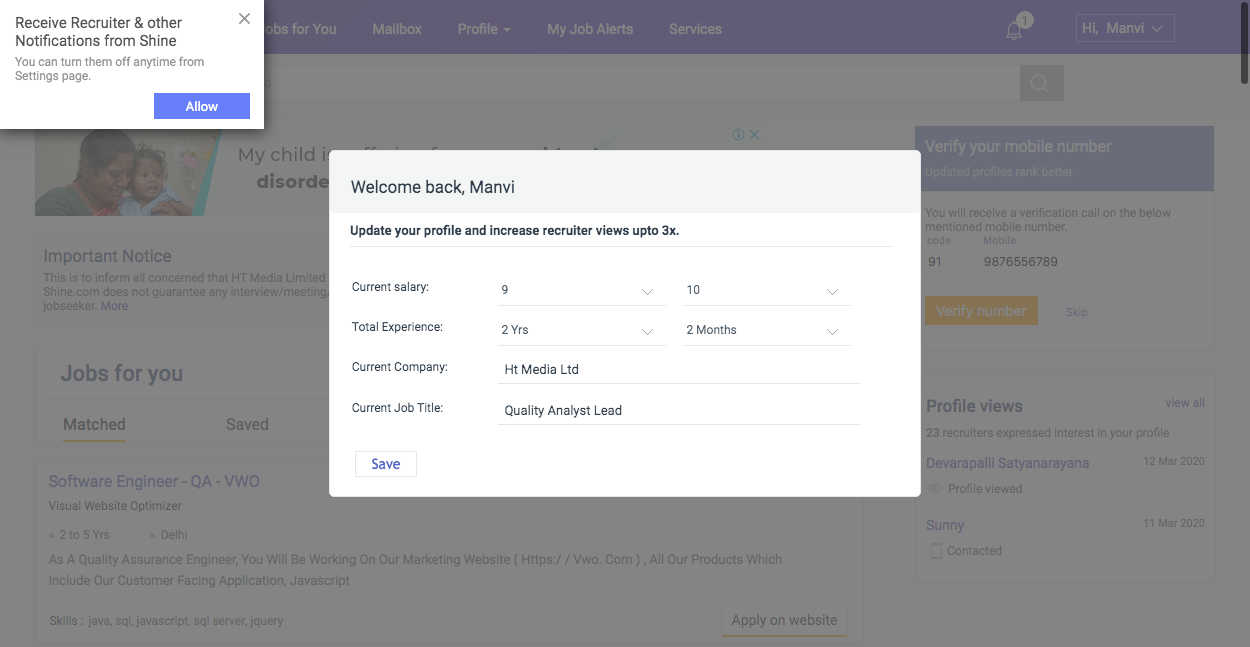 Receive Recruiter & other
Notifications from Shine
You can turn them off anytime from
Settings page.
Allow
obs for You
Mailbox
Profile
My Job Alerts
Services
1
Hi, Manvi
My child is
disorde
Verify your mobile number
Updated profiles rank better
You will receive a verification call on the below
mentioned mobile number.
code
Mobile
91
9876556789
Verify number
Skip
Welcome back, Manvi
Update your profile and increase recruiter views upto 3x.
Current salary:
9
10
Total Experience:
2 Yrs
2 Months
Current Company:
Ht Media Ltd
Current Job Title:
Quality Analyst Lead
Save
Important Notice
This is to inform all concerned that HT Media Limited
Shine.com does not guarantee any interview/meeting/
jobseeker. More
Jobs for you
Matched
Saved
Software Engineer - QA - VWO
Visual Website Optimizer
2 to 5 Yrs
Delhi
As A Quality Assurance Engineer, You Will Be Working On Our Marketing Website ( Https:/ / Vwo. Com ) , All Our Products Which
Include Our Customer Facing Application, Javascript
Skills : java, sql, javascript, sql server, jquery
Apply on website
Profile views
view all
23 recruiters expressed interest in your profile
Devarapalli Satyanarayana
12 Mar 2020
Profile viewed
Sunny
11 Mar 2020
Contacted